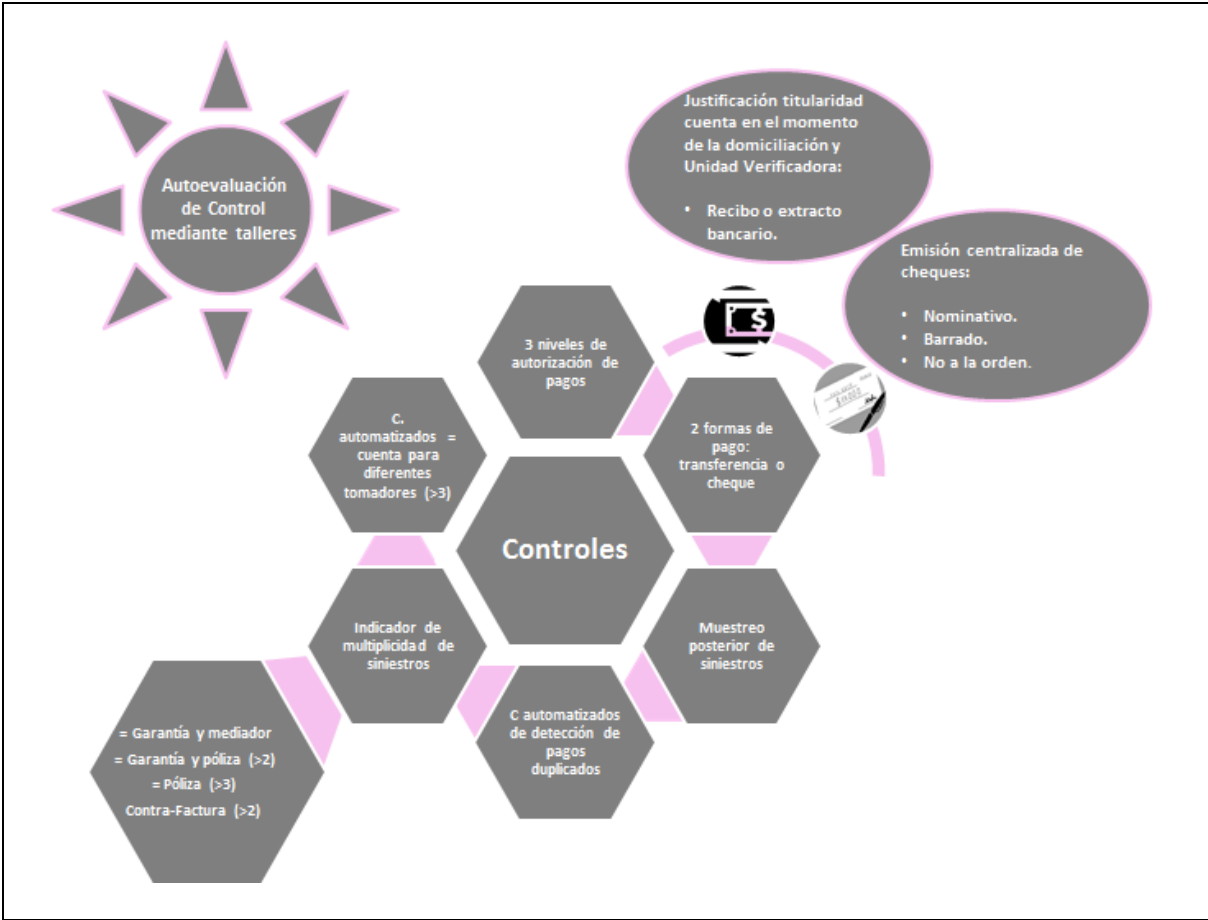 Autoevaluación
de Control
mediante talleres
Justificación titularidad
cuenta en el momento
de la domiciliación y
Unidad Verificadora:
• Recibo o extracto
bancario.
Emisión centralizada de
cheques:
• Nominativo.
• Barrado.
• No a la orden.
3 niveles de
autorización de
pagos
2 formas de
pago:
transferencia o
cheque
C.
automatizados =
cuenta para
diferentes
tomadores (>3)
Controles
Indicador de
multiplicidad de
siniestros
Muestreo
posterior de
siniestros
C automatizados
de detección de
pagos
duplicados
= Garantía y mediador
= Garantía y póliza (>2)
= Póliza (>3)
Contra-Factura (>2)
$